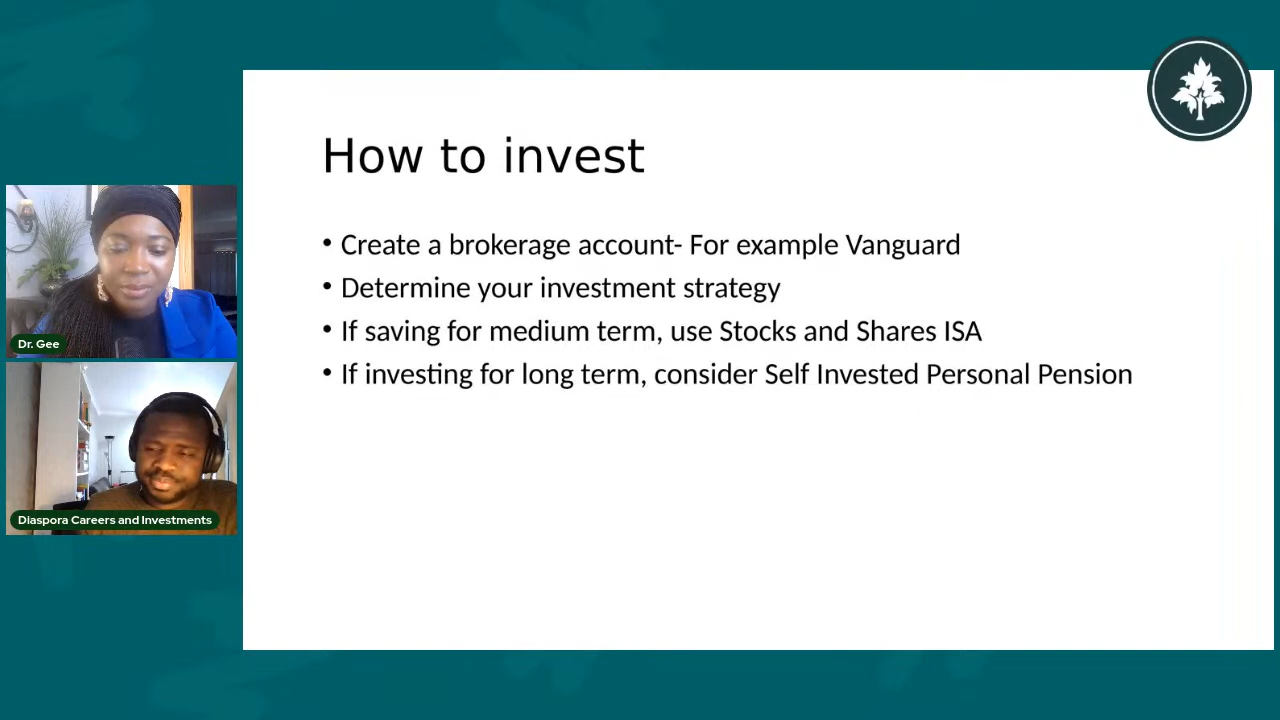 How to invest
• Create a brokerage account- For example Vanguard
• Determine your investment strategy
• If saving for medium term, use Stocks and Shares ISA
• If investing for long term, consider Self Invested Personal Pension
Dr. Gee
Diaspora Careers and Investments